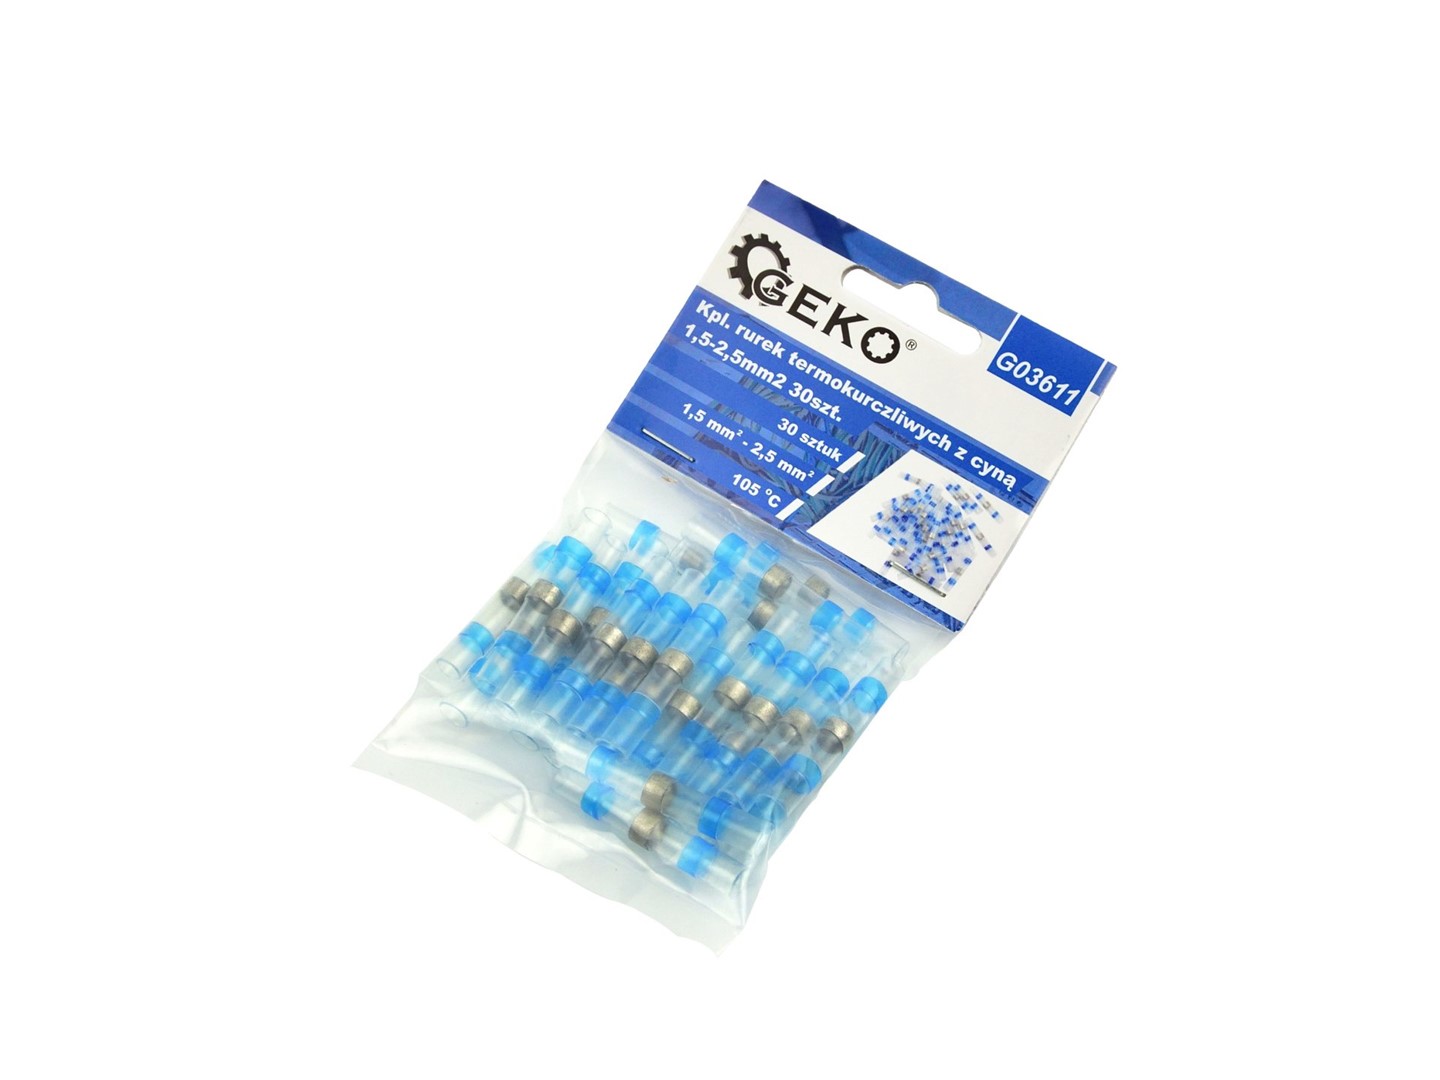 GEKO®
G03611
Kpl. rurek termokurczliwych z cyną
1,5-2,5mm2 30szt.
30 sztuk
1,5 mm² - 2,5 mm²
105 °C